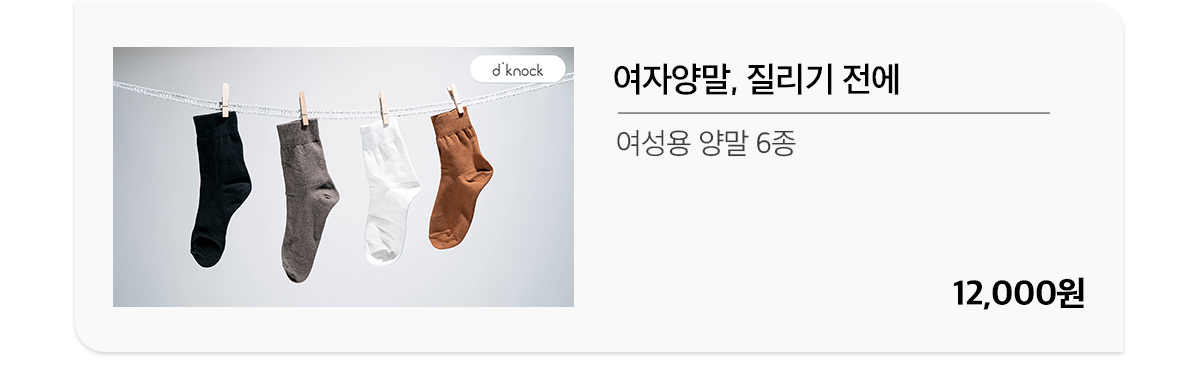 d'knock
여자양말, 질리기 전에
여성용 양말 6종
12,000원